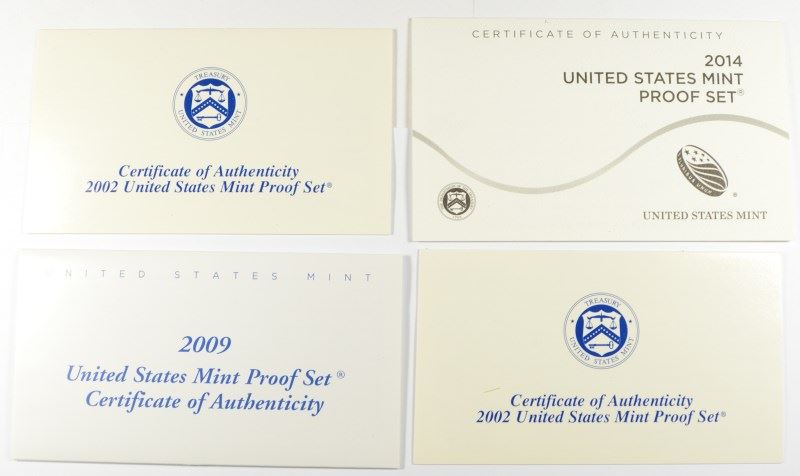 TREASURY
UNITED STATES MINT
Certificate of Authenticity
2002 United States Mint Proof Set®
CERTIFICATE OF AUTHENTICITY
2014
UNITED STATES MINT
PROOF SET®
UNITED STATES MINT
UNITED STATES MINT
2009
United States Mint Proof Set ®
Certificate of Authenticity
TREASURY
UNITED STATES MINT
Certificate of Authenticity
2002 United States Mint Proof Set®